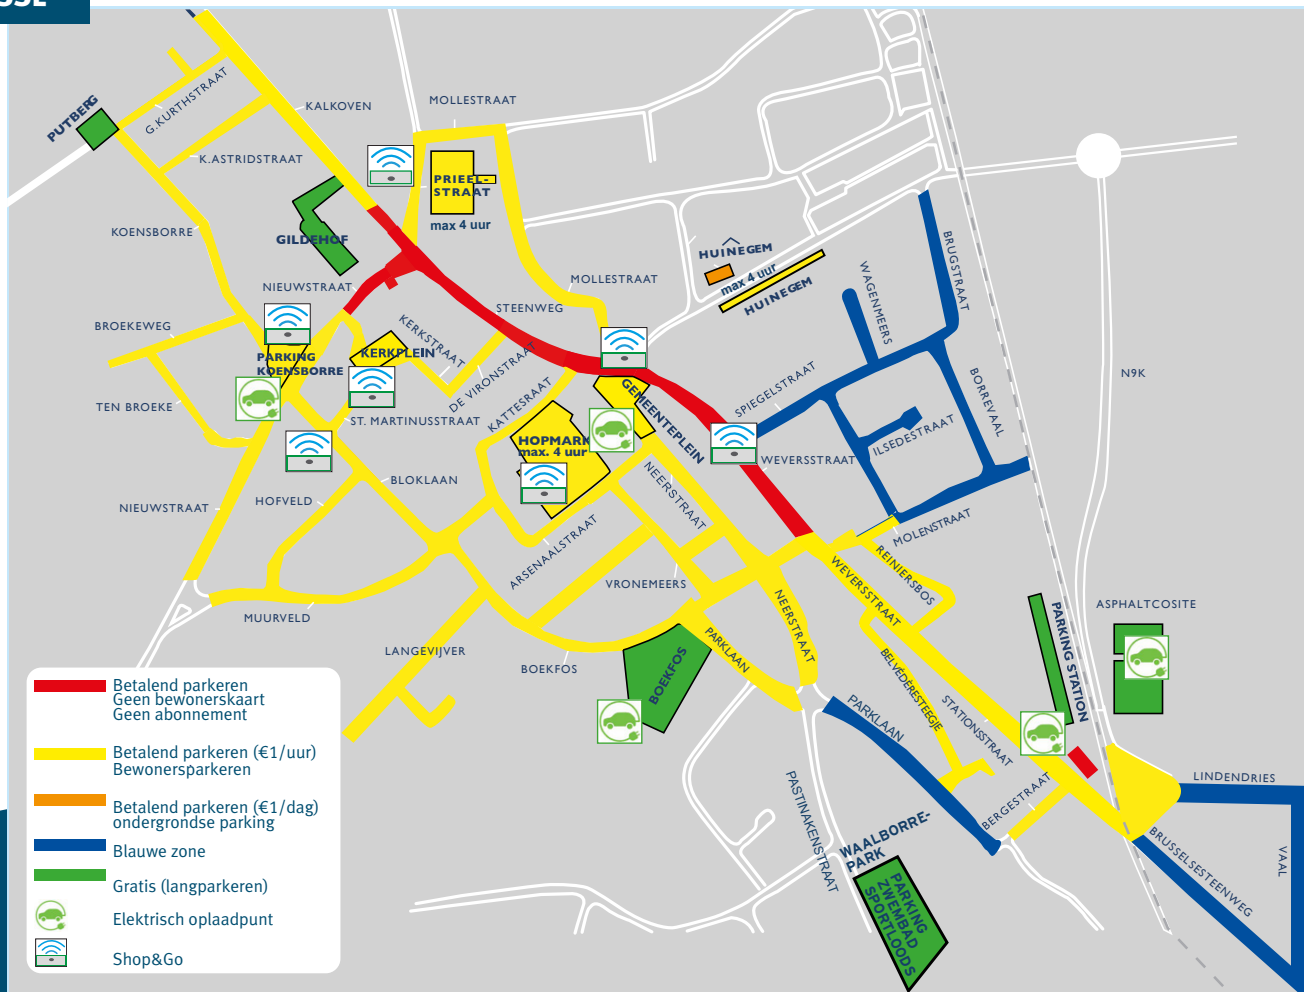 PUTBERG
G.KURTHSTRAAT
KALKOVEN
MOLLESTRAAT
K.ASTRIDSTRAAT
PRIEEL-
STRAAT
max 4 uur
KOENSBORRE
GILDEHOF
HUINEGEM
max 4 uur
HUINEGEM
BRUGSTRAAT
WAGENMEERS
NIEUWSTRAAT
MOLLESTRAAT
STEENWEG
BROEKEWEG
PARKING
KOENSBORRE
KERKPLEIN
KERKSTRAAT
DE VIRONSTRAAT
KATTESRAAT
GEMEENTEPLEIN
SPIEGELSTRAAT
BORREVAAL
N9K
TEN BROEKE
ST. MARTINUSSTRAAT
HOPMARK
max. 4 uur
ILSEDESTRAAT
WEVERSSTRAAT
BLOKLAAN
NEERSTRAAT
HOFVELD
NIEUWSTRAAT
MOLENSTRAAT
ARSENAALSTRAAT
VRONEMEERS
REINIERSBOS
WEVERSSTRAAT
NEERSTRAAT
MUURVELD
PARKING STATION
ASPHALTCOSITE
LANGEVIJVER
BOEKFOS
BOEKFOS
PARKLAAN
BELVEDÈRESTEEGJE
STATIONSSTRAAT
PARKLAAN
PASTINAKENSTRAAT
BERGESTRAAT
LINDENDRIES
BRUSSELSESTEENWEG
VAAL
WAALBORRE-
PARK
PARKING
ZWEMBAD
SPORTLOODS
Betalend parkeren
Geen bewonerskaart
Geen abonnement
Betalend parkeren (€1/uur)
Bewonersparkeren
Betalend parkeren (€1/dag)
ondergrondse parking
Blauwe zone
Gratis (langparkeren)
Elektrisch oplaadpunt
Shop&Go